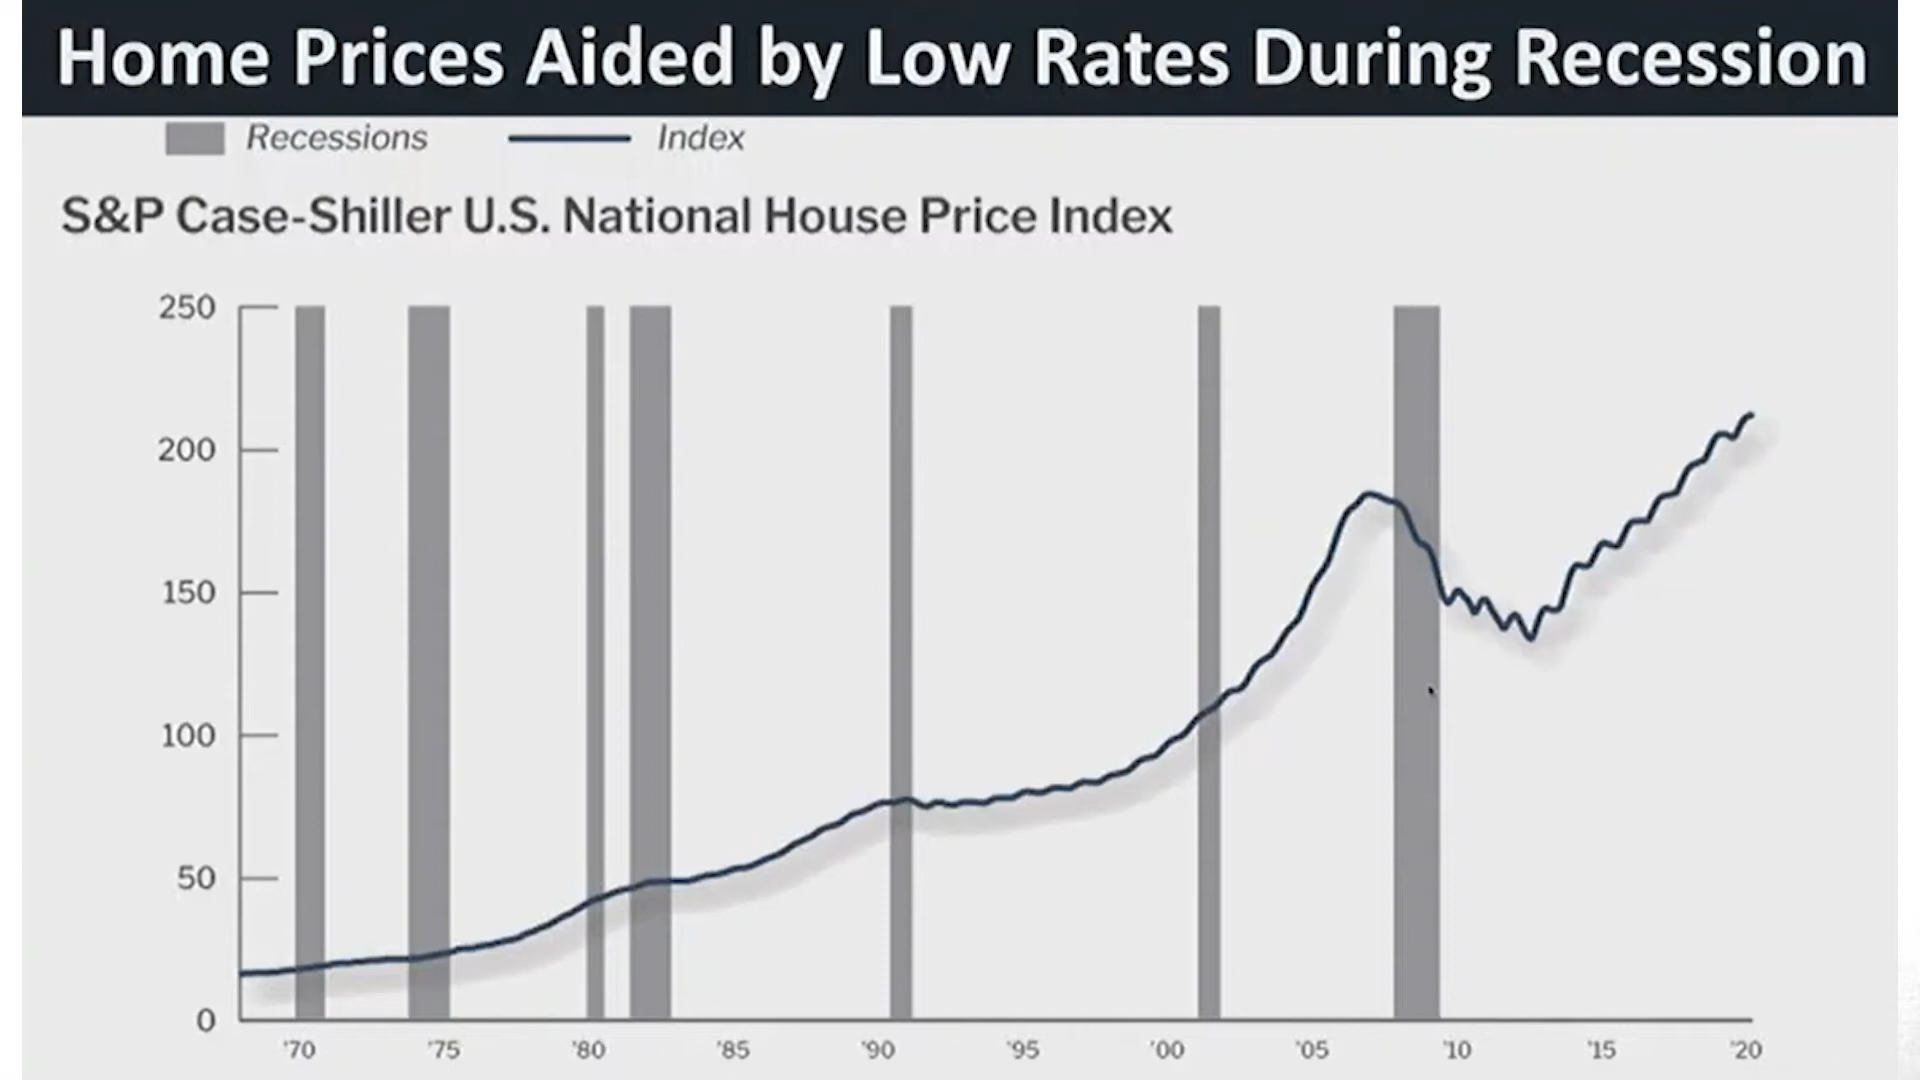 Home Prices Aided by Low Rates During Recession
Recessions Index
S&P Case-Shiller U.S. National House Price Index
250
200
150
100
50
0
'70 '75 '80 '85 '90 '95 '00 '05 '10 '15 '20